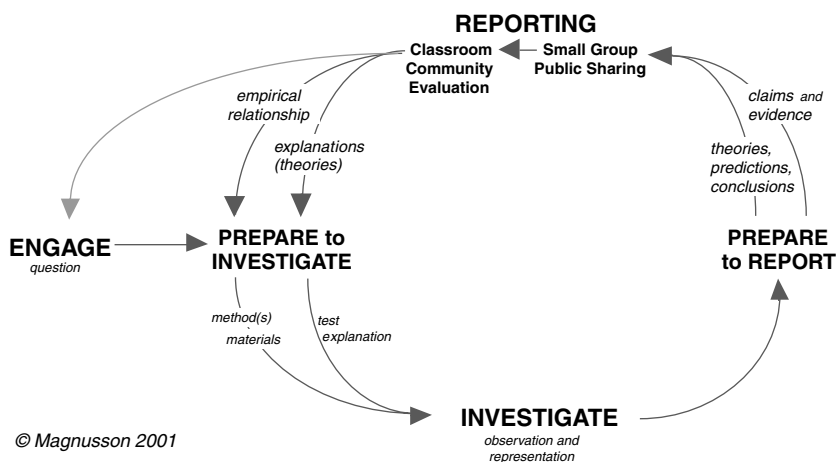 REPORTING
Classroom
Community
Evaluation
Small Group
Public Sharing
empirical
relationship
explanations
(theories)
claims and
evidence
theories,
predictions,
conclusions
ENGAGE
question
PREPARE to
INVESTIGATE
PREPARE
to REPORT
method(s)
materials
test
explanation
INVESTIGATE
observation and
representation
© Magnusson 2001